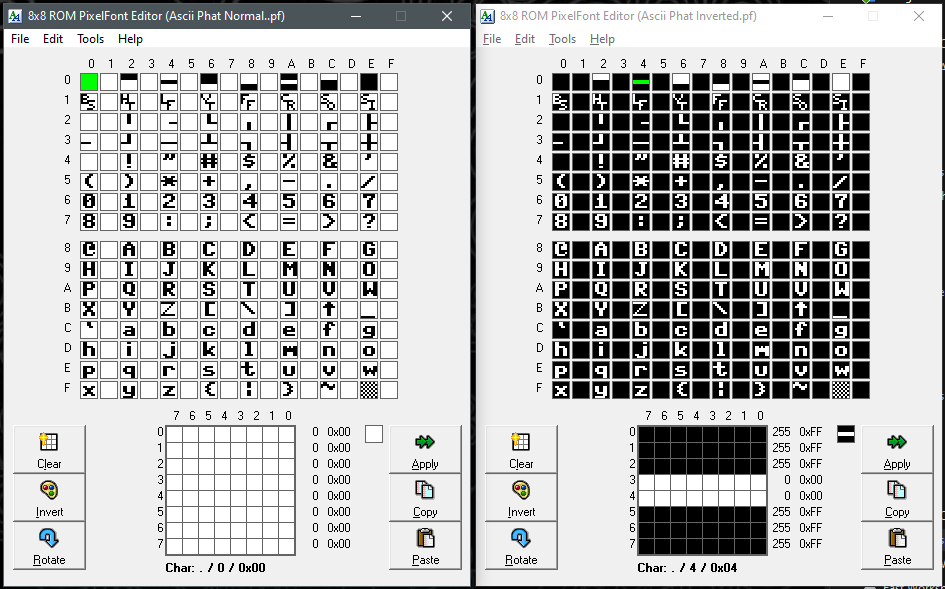 8x8 ROM PixelFont Editor (Ascii Phat Normal..pf)
File Edit Tools Help
0 1 2 3 4 5 6 7 8 9 A B C D E F
0
1 BS HT LF VT FF CR SO SI
2
3
4 ! " # $ % & '
5 ( ) * + , - . /
6 0 1 2 3 4 5 6 7
7 8 9 : ; < = > ?
8 @ A B C D E F G
9 H I J K L M N O
A P Q R S T U V W
B X Y Z [ \ ] ↑ _
C ` a b c d e f g
D h i j k l m n o
E p q r s t u v w
F x y z { ¦ } ~
7 6 5 4 3 2 1 0
0 0 0x00
1 0 0x00
2 0 0x00
3 0 0x00
4 0 0x00
5 0 0x00
6 0 0x00
7 0 0x00
Clear
Invert
Rotate
Apply
Copy
Paste
Char: . / 0 / 0x00
8x8 ROM PixelFont Editor (Ascii Phat Inverted.pf)
File Edit Tools Help
0 1 2 3 4 5 6 7 8 9 A B C D E F
0
1 BS HT LF VT FF CR SO SI
2
3
4 ! " # $ % & '
5 ( ) * + , - . /
6 0 1 2 3 4 5 6 7
7 8 9 : ; < = > ?
8 @ A B C D E F G
9 H I J K L M N O
A P Q R S T U V W
B X Y Z [ \ ] ↑ _
C ` a b c d e f g
D h i j k l m n o
E p q r s t u v w
F x y z { ¦ } ~
7 6 5 4 3 2 1 0
0 255 0xFF
1 255 0xFF
2 255 0xFF
3 0 0x00
4 0 0x00
5 255 0xFF
6 255 0xFF
7 255 0xFF
Clear
Invert
Rotate
Apply
Copy
Paste
Char: . / 4 / 0x04